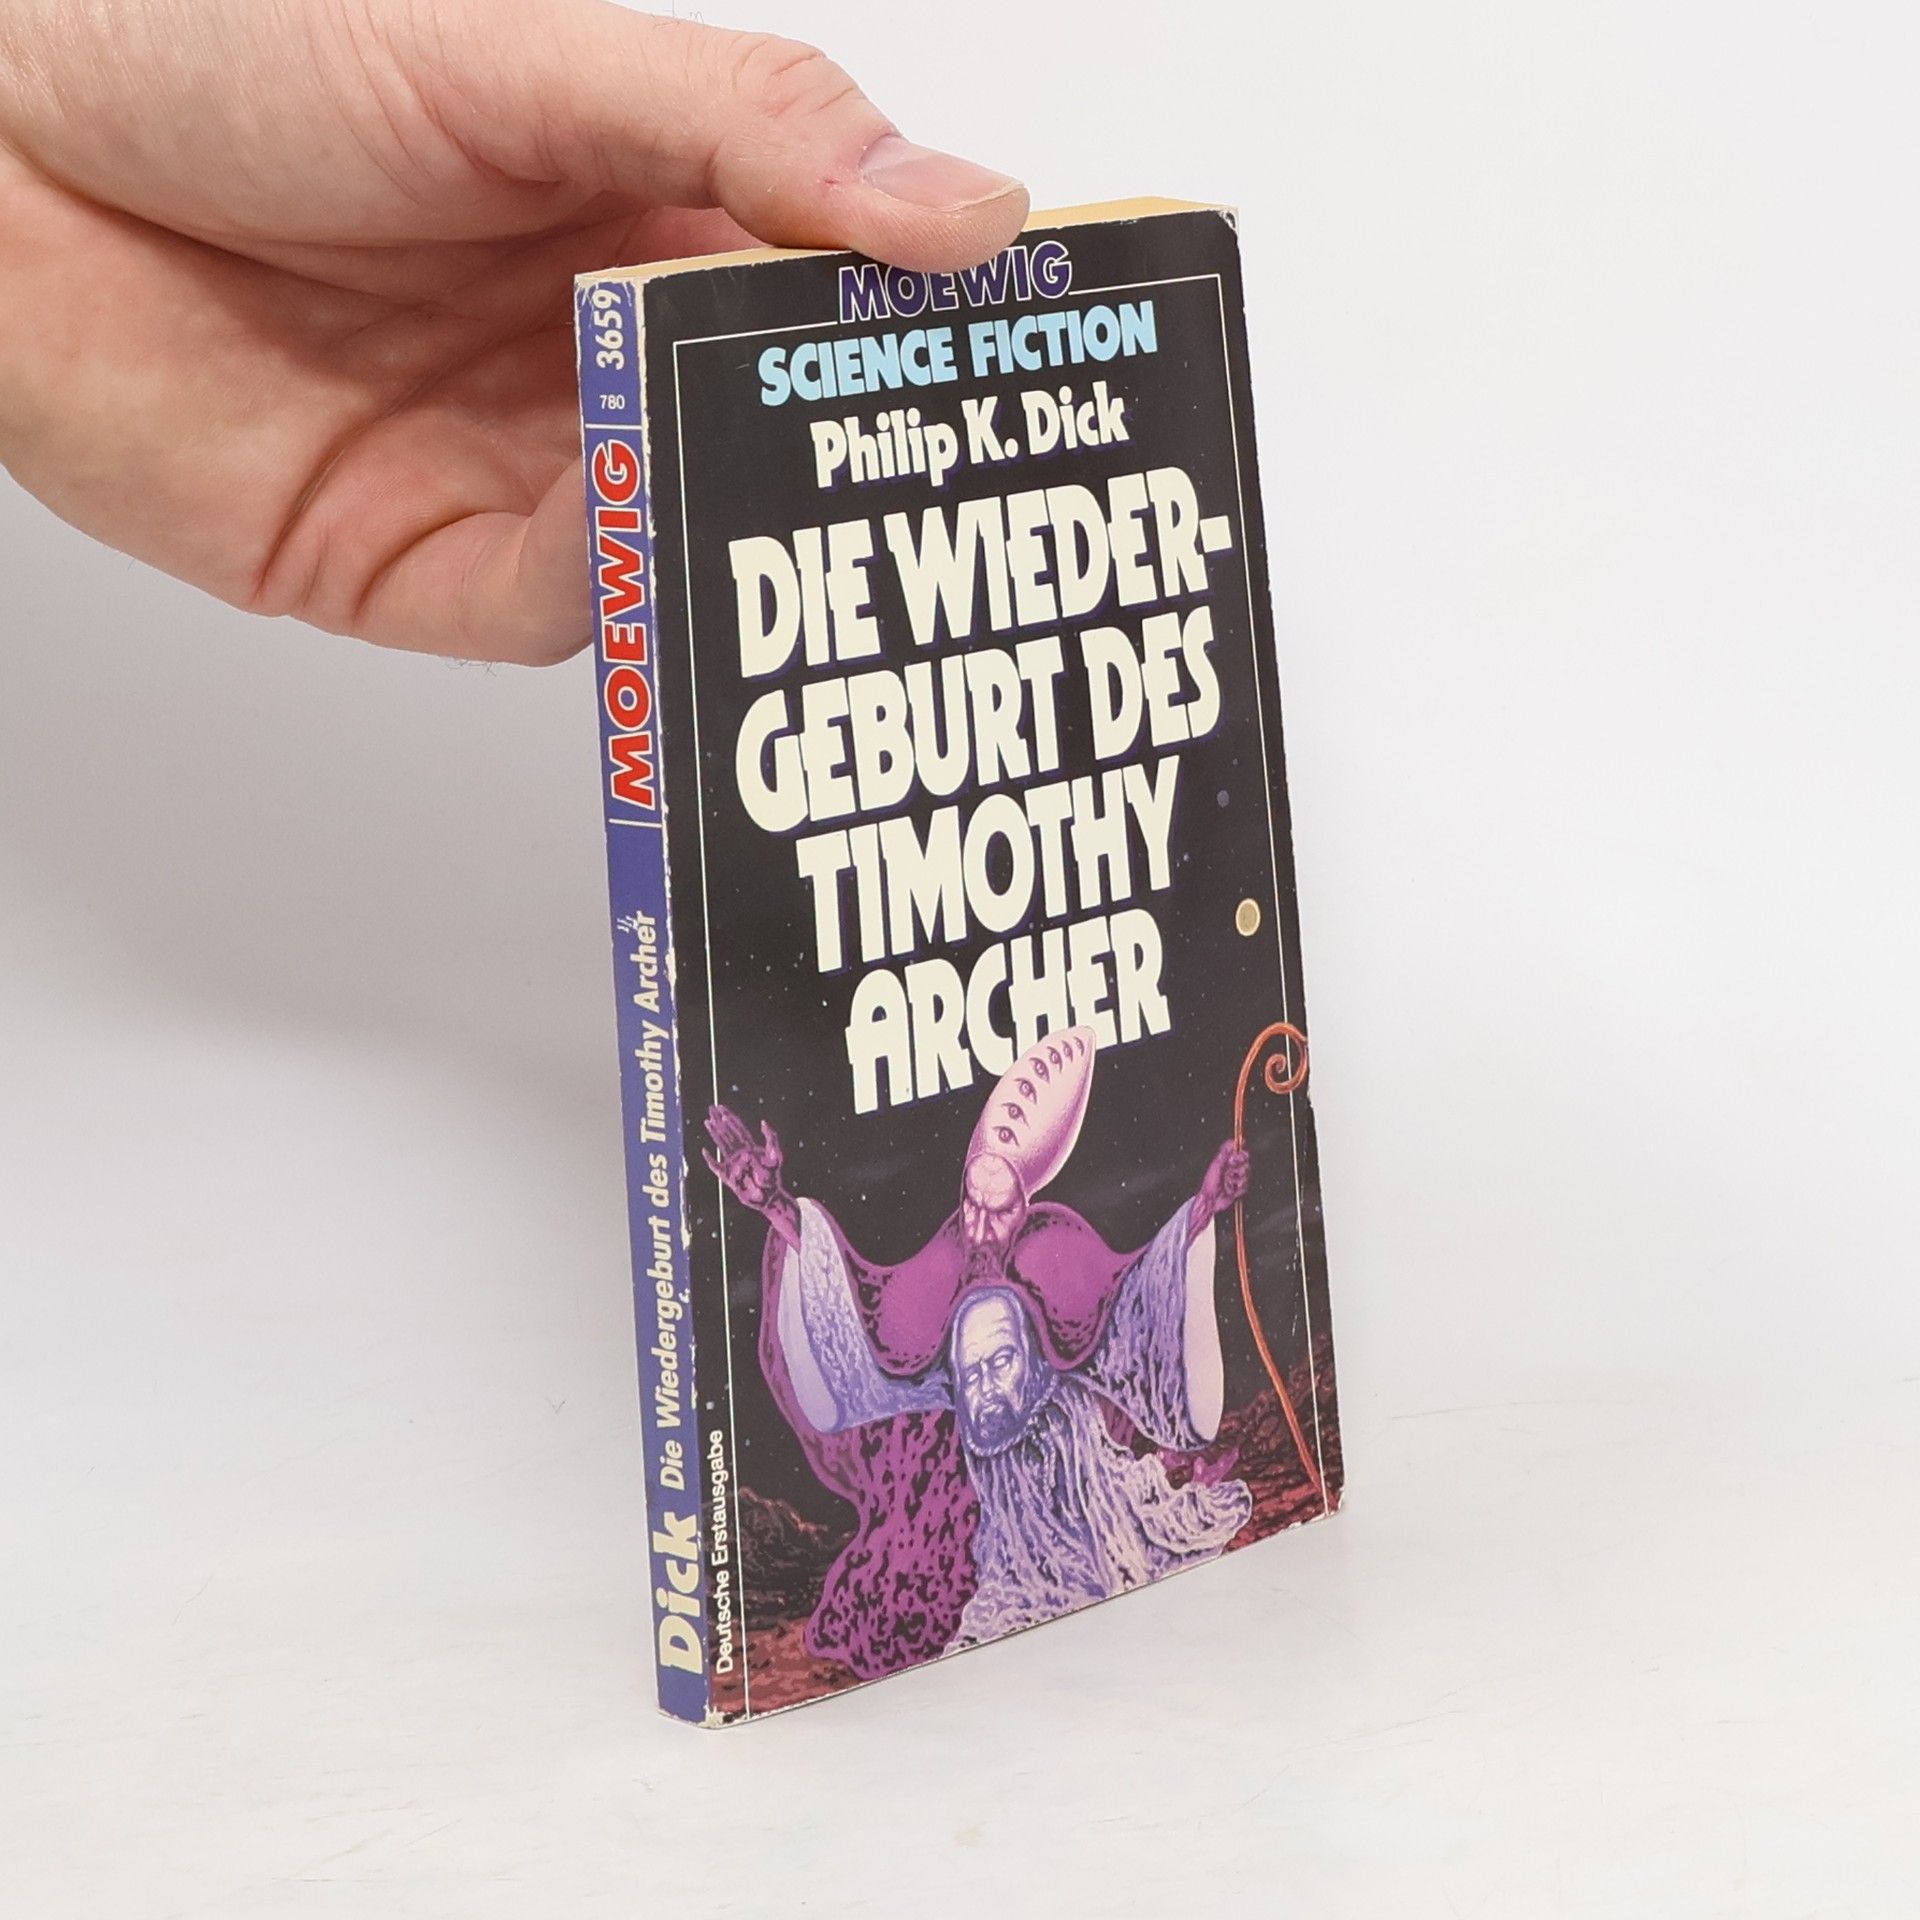 MOEWIG
SCIENCE FICTION
Philip K. Dick
DIE WIEDER-
GEBURT DES
TIMOTHY
ARCHER
Deutsche Erstausgabe
3659
780
MOEWIG
Dick Die Wiedergeburt des Timothy Archer